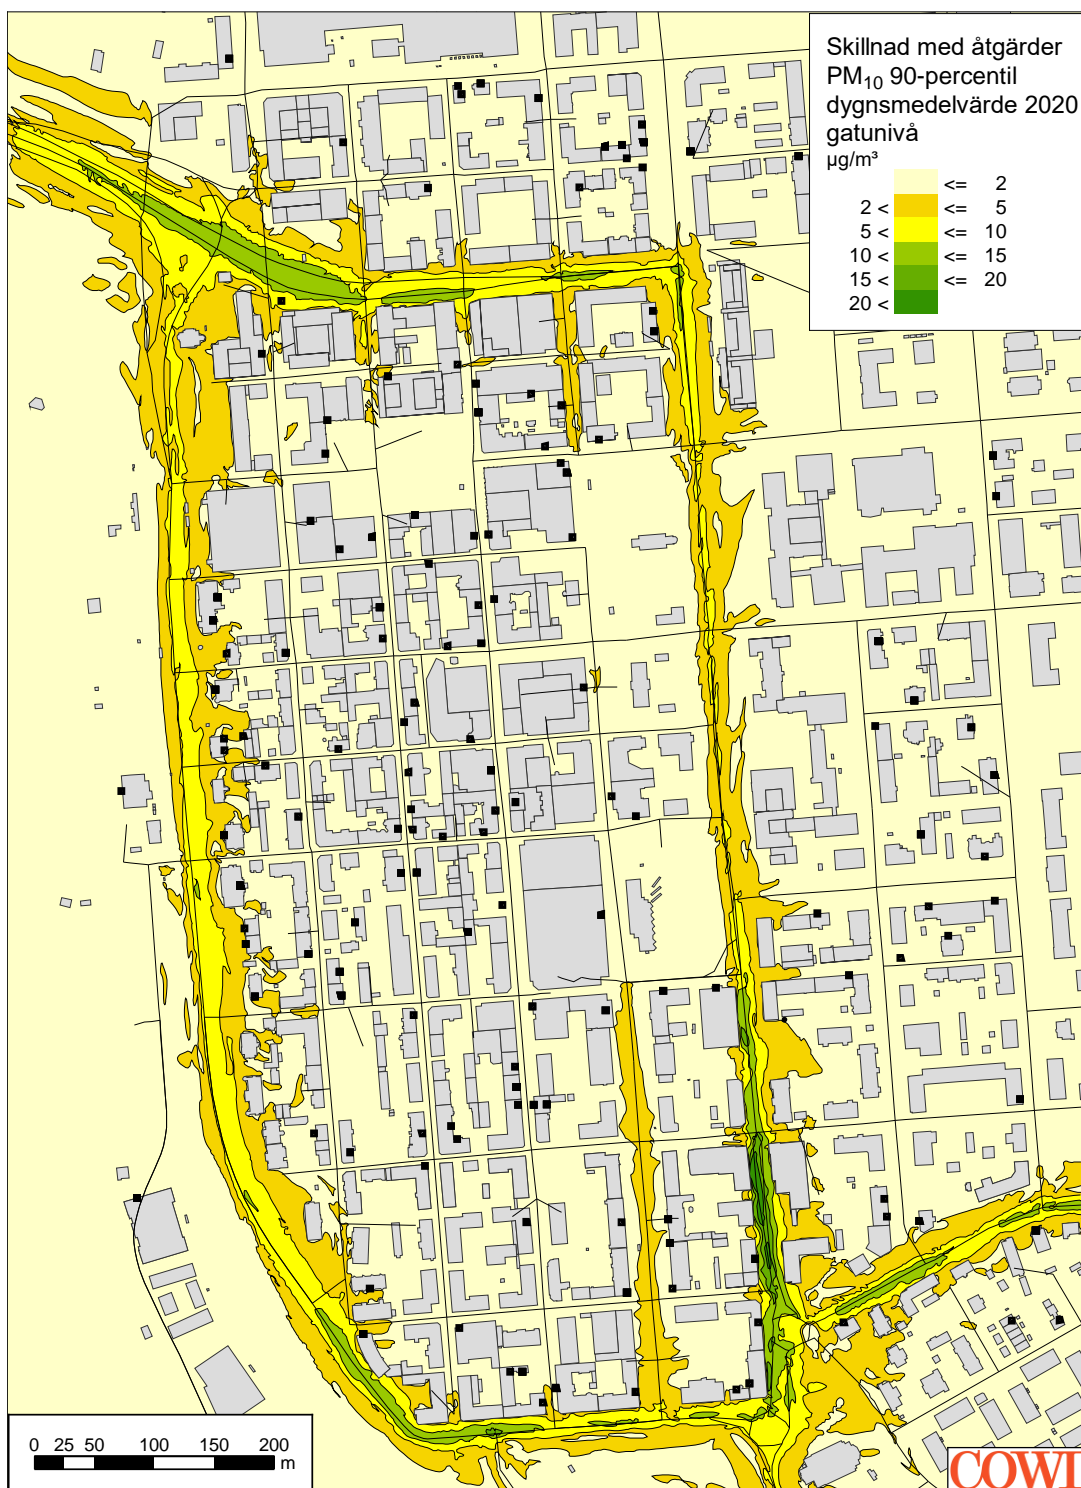 Skillnad med åtgärder
PM₁₀ 90-percentil
dygnsmedelvärde 2020
gatunivå
µg/m³
<= 2
2 < <= 5
5 < <= 10
10 < <= 15
15 < <= 20
20 <
0 25 50 100 150 200
m
COWI